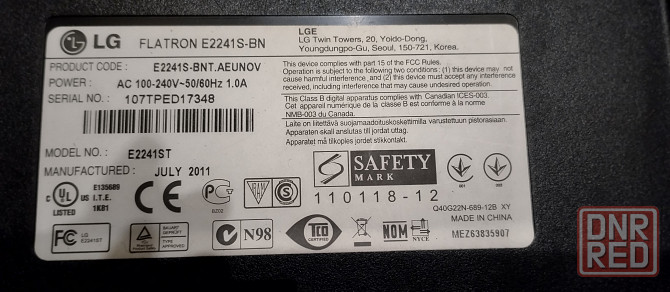 LG FLATRON E2241S-BN
LGE
LG Twin Towers, 20, Yoido-Dong,
Youngdungpo-Gu, Seoul, 150-721, Korea.
PRODUCT CODE : E2241S-BNT.AEUNOV
POWER : AC 100-240V~50/60Hz 1.0A
SERIAL NO. : 107TPED17348
This device complies with part 15 of the FCC Rules.
Operation is subject to the following two conditions: (1) this device may not
cause harmful interference ,and (2) this device must accept any interference
received, including interference that may cause undesired operation.
This Class B digital apparatus complies with Canadian ICES-003.
Cet appareil numérique de la classe B est conforme à la norme
NMB-003 du Canada.
Laite on liitettävä suojamaadoituskoskettimilla varustettuun pistorasiaan.
Apparaten skall anslutas till jordat uttag.
Apparatet må tilkoples jordet stikkontakt.
MODEL NO. : E2241ST
MANUFACTURED : JULY 2011
S SAFETY
MARK
110118-12
C UL US
LISTED
E135689
I.T.E.
1KB1
CE
S
FC
LG
E2241ST
TÜV
N98
TCO
CERTIFIED
NOM
NYCE
Q40G22N-689-12B XY
MADE IN CHINA
MEZ63835907
DNR
RED